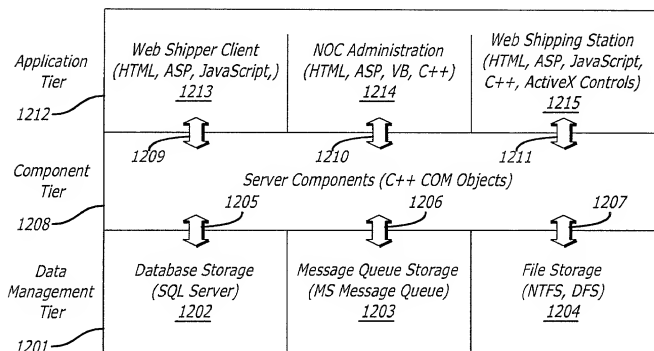 Application
Tier
1212
Web Shipper Client
(HTML, ASP, JavaScript,)
1213
NOC Administration
(HTML, ASP, VB, C++)
1214
Web Shipping Station
(HTML, ASP, JavaScript,
C++, ActiveX Controls)
1215
1209
1210
1211
Component
Tier
1208
Server Components (C++ COM Objects)
1205
1206
1207
Data
Management
Tier
1201
Database Storage
(SQL Server)
1202
Message Queue Storage
(MS Message Queue)
1203
File Storage
(NTFS, DFS)
1204